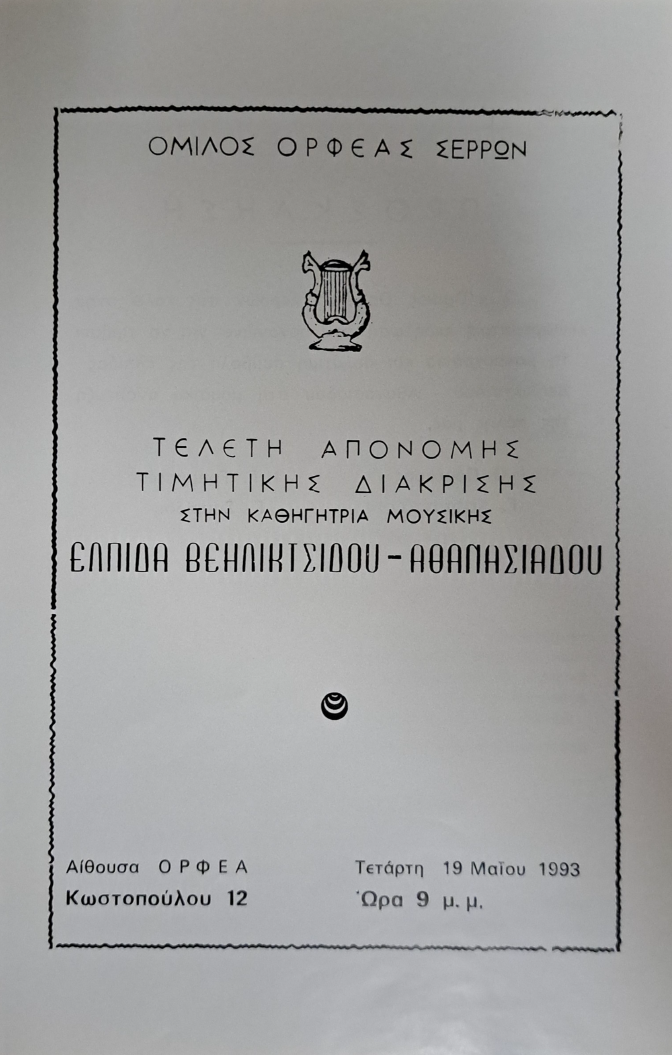 ΟΜΙΛΟΣ ΟΡΦΕΑΣ ΣΕΡΡΩΝ
ΤΕΛΕΤΗ ΑΠΟΝΟΜΗΣ
ΤΙΜΗΤΙΚΗΣ ΔΙΑΚΡΙΣΗΣ
ΣΤΗΝ ΚΑΘΗΓΗΤΡΙΑ ΜΟΥΣΙΚΗΣ
ΕΛΠΙΔΑ ΒΕΗΛΙΚΤΣΙΔΟΥ - ΑΘΑΝΑΣΙΑΔΟΥ
Αίθουσα ΟΡΦΕΑ
Κωστοπούλου 12
Τετάρτη 19 Μαΐου 1993
Ώρα 9 μ.μ.